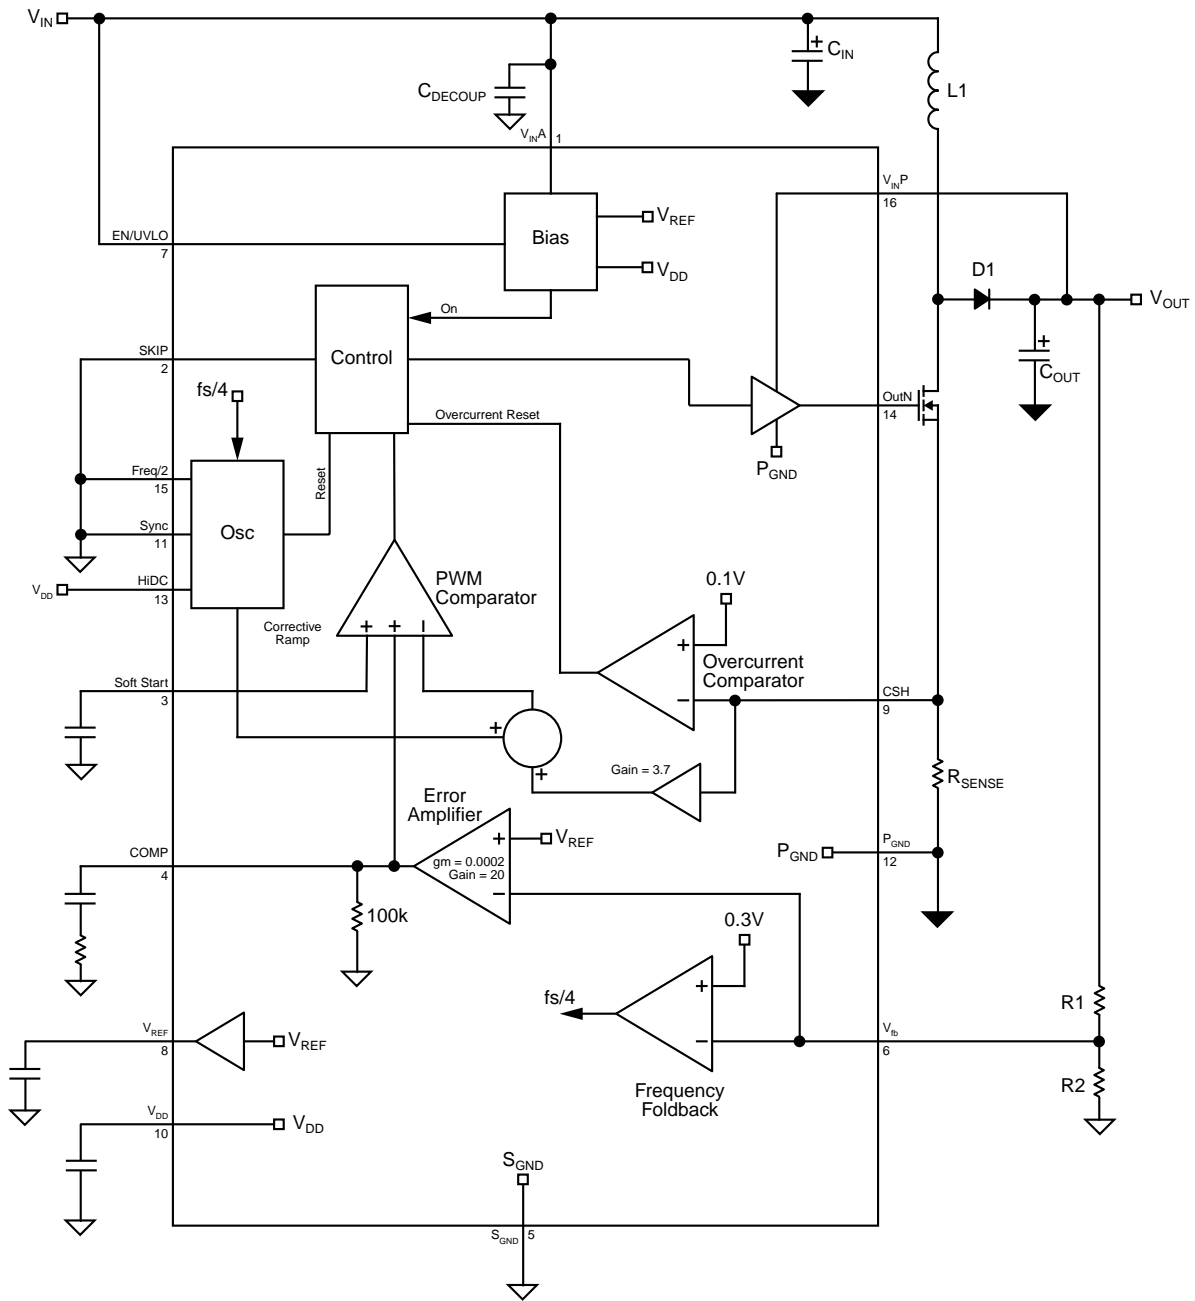 VIN
CIN
L1
CDECOUP
VINA
1
VINP
16
EN/UVLO
7
Bias
VREF
VDD
On
D1
VOUT
COUT
SKIP
2
Control
fs/4
OutN
14
Overcurrent Reset
PGND
Freq/2
15
Reset
Osc
Sync
11
VDD
HiDC
13
PWM
Comparator
0.1V
Corrective
Ramp
+
+
–
+
Overcurrent
Comparator
–
Soft Start
3
CSH
9
+
+
Gain = 3.7
RSENSE
Error
Amplifier
+
VREF
gm = 0.0002
Gain = 20
–
COMP
4
PGND
PGND
12
100k
0.3V
+
fs/4
–
R1
VREF
8
VREF
Vfb
6
R2
Frequency
Foldback
VDD
10
VDD
SGND
SGND
5